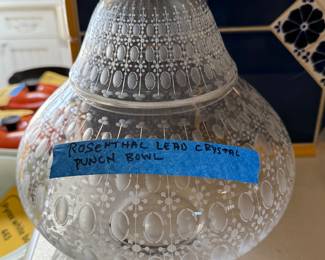 - ROSENTHAL LEAD CRYSTAL
PUNCH BOWL